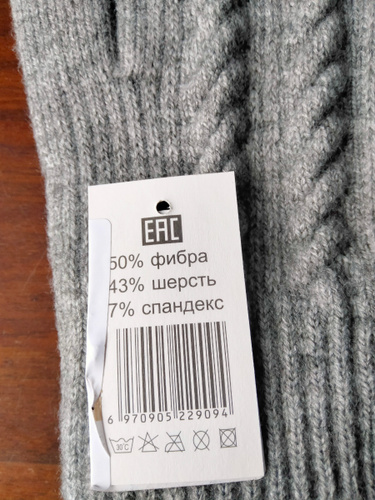 EAC
50% фибра
43% шерсть
7% спандекс
6 970905 229094
30°C